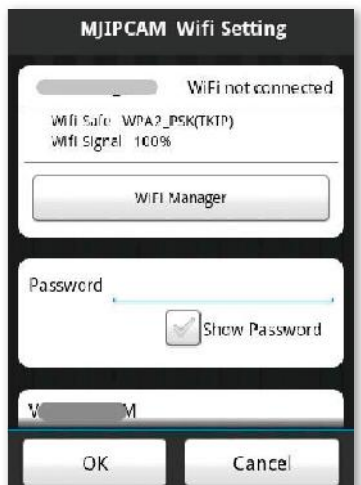 MJIPCAM Wifi Setting
WiFi not connected
Wifi Safe WPA2_PSK(TKIP)
Wifi Signal 100%
WIFI Manager
Password
Show Password
OK Cancel